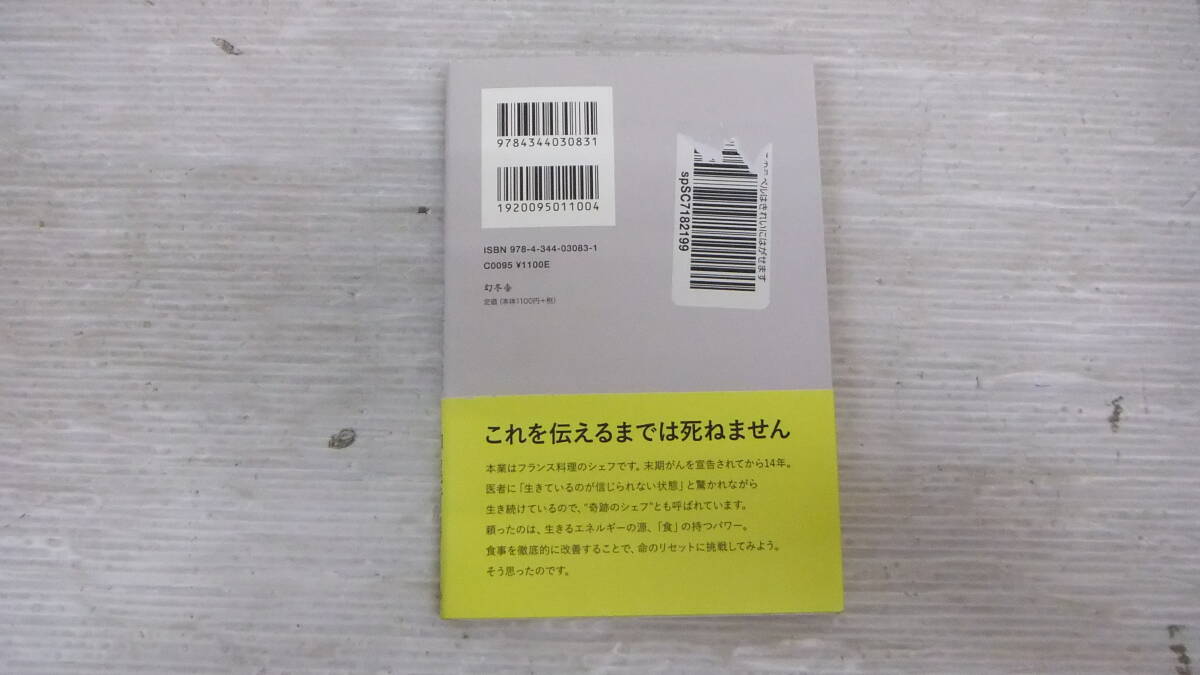 9784344030831
1920095011004
ISBN 978-4-344-03083-1
C0095 ¥1100E
幻冬舎
定価(本体1100円+税)
ベルはきれいにはがせます
spSC7182199
これを伝えるまでは死ねません
本業はフランス料理のシェフです。末期がんを宣告されてから14年。
医者に「生きているのが信じられない状態」と驚かれながら
生き続けているので、“奇跡のシェフ”とも呼ばれています。
頼ったのは、生きるエネルギーの源、「食」の持つパワー。
食事を徹底的に改善することで、命のリセットに挑戦してみよう。
そう思ったのです。